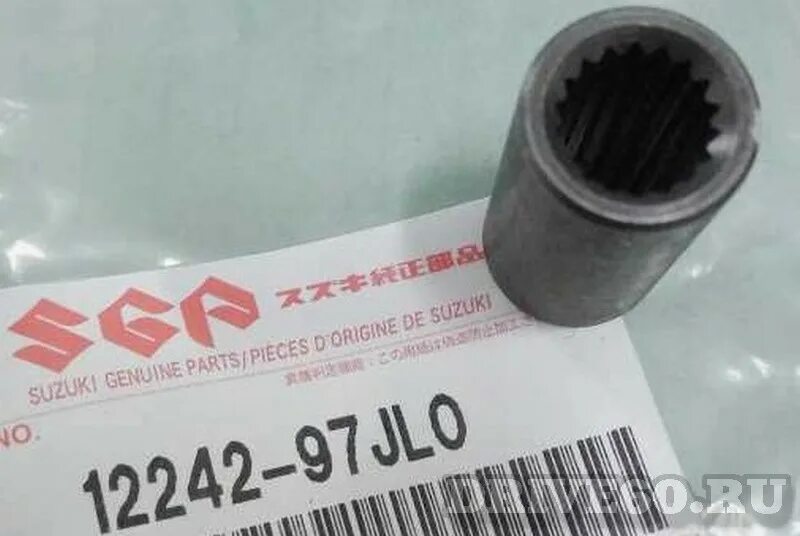 SGP スズキ純正部品
SUZUKI GENUINE PARTS/PIÈCES D'ORIGINE DE SUZUKI
NO.
12242-97JL0
DRIVE60.RU